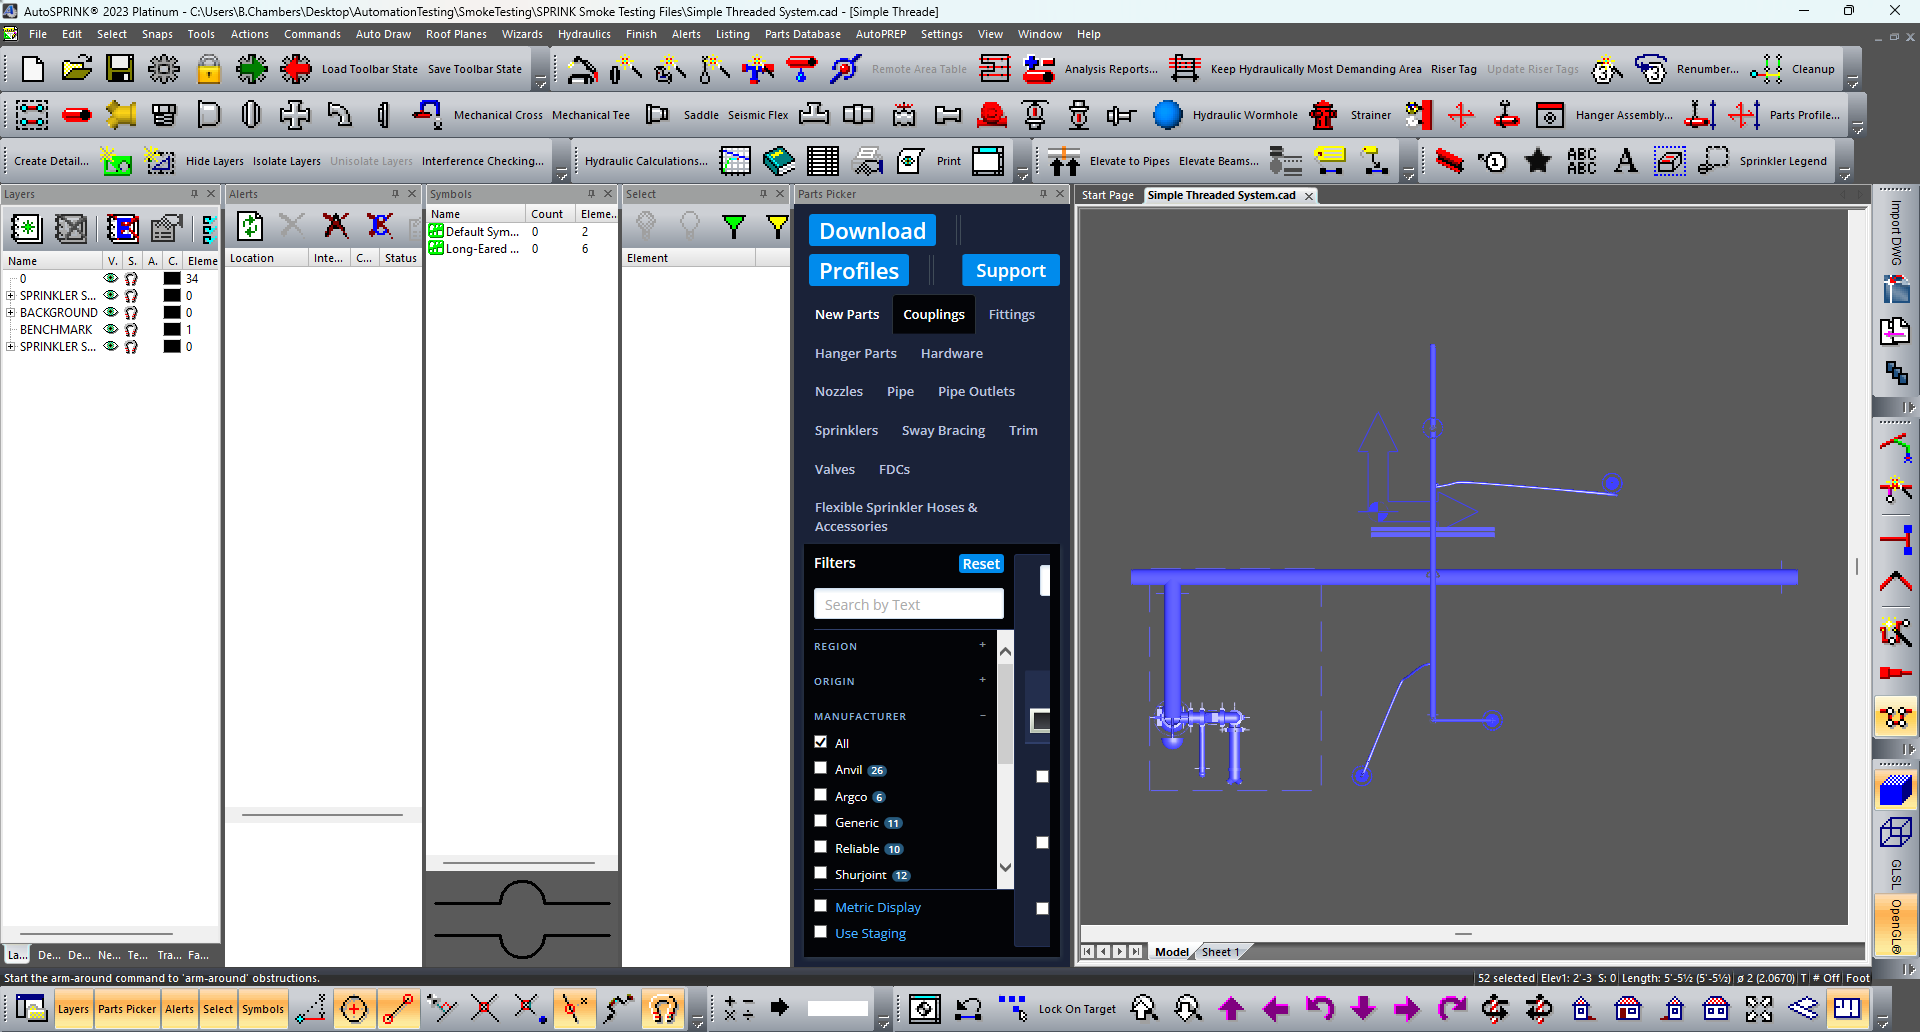 AutoSPRINK® 2023 Platinum - C:\Users\B.Chambers\Desktop\AutomationTesting\SmokeTesting\SPRINK Smoke Testing Files\Simple Threaded System.cad - [Simple Threade]
File Edit Select Snaps Tools Actions Commands Auto Draw Roof Planes Wizards Hydraulics Finish Alerts Listing Parts Database AutoPREP Settings View Window Help
Load Toolbar State Save Toolbar State Remote Area Table Analysis Reports... Keep Hydraulically Most Demanding Area Riser Tag Update Riser Tags Renumber... Cleanup
Mechanical Cross Mechanical Tee Saddle Seismic Flex Hydraulic Wormhole Strainer Hanger Assembly... Parts Profile...
Create Detail... Hide Layers Isolate Layers Unisolate Layers Interference Checking... Hydraulic Calculations... Print Elevate to Pipes Elevate Beams... ABC ABC A Sprinkler Legend
Layers
Name V. S. A. C. Eleme
0 34
SPRINKLER S... 0
BACKGROUND 0
BENCHMARK 1
SPRINKLER S... 0
La... De... De... Ne... Te... Tra... Fa...
Alerts
Location Inte... C... Status
Symbols
Name Count Eleme..
Default Sym... 0 2
Long-Eared ... 0 6
Select
Element
Parts Picker
Download
Profiles Support
New Parts Couplings Fittings
Hanger Parts Hardware
Nozzles Pipe Pipe Outlets
Sprinklers Sway Bracing Trim
Valves FDCs
Flexible Sprinkler Hoses &
Accessories
Filters Reset
Search by Text
REGION +
ORIGIN +
MANUFACTURER −
All
Anvil 26
Argco 6
Generic 11
Reliable 10
Shurjoint 12
Metric Display
Use Staging
Start Page Simple Threaded System.cad
Model Sheet 1
Import DWG
GLSL
OpenGL®
Start the arm-around command to 'arm-around' obstructions.
52 selected Elev1: 2'-3 S: 0 Length: 5'-5½ (5'-5½) ø 2 (2.0670) T # Off Foot
Layers Parts Picker Alerts Select Symbols Lock On Target